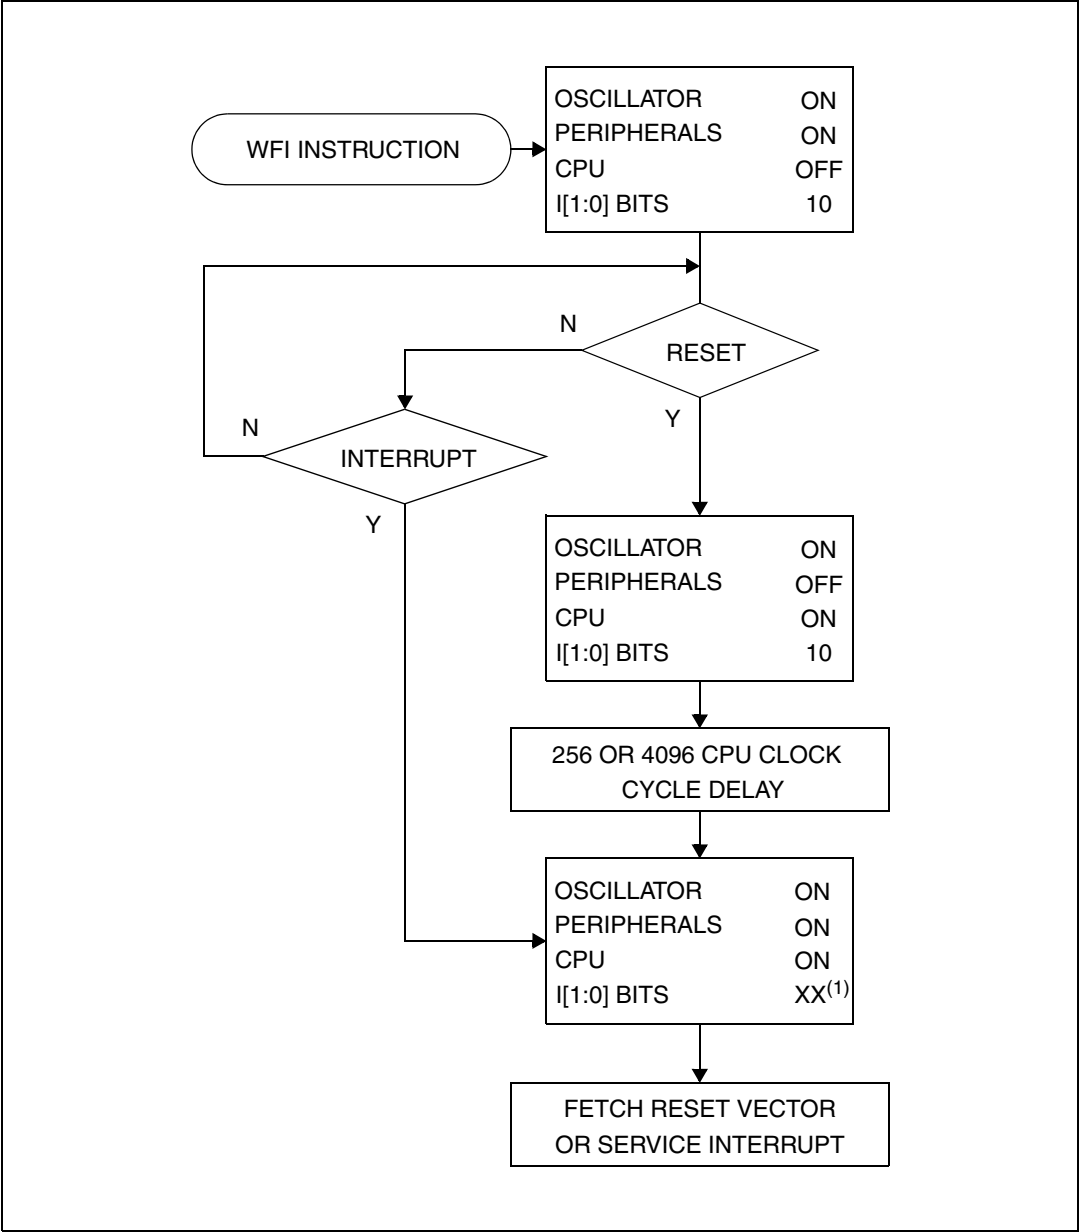 WFI INSTRUCTION
OSCILLATOR ON
PERIPHERALS ON
CPU OFF
I[1:0] BITS 10
N
RESET
Y
N
INTERRUPT
Y
OSCILLATOR ON
PERIPHERALS OFF
CPU ON
I[1:0] BITS 10
256 OR 4096 CPU CLOCK
CYCLE DELAY
OSCILLATOR ON
PERIPHERALS ON
CPU ON
I[1:0] BITS XX(1)
FETCH RESET VECTOR
OR SERVICE INTERRUPT